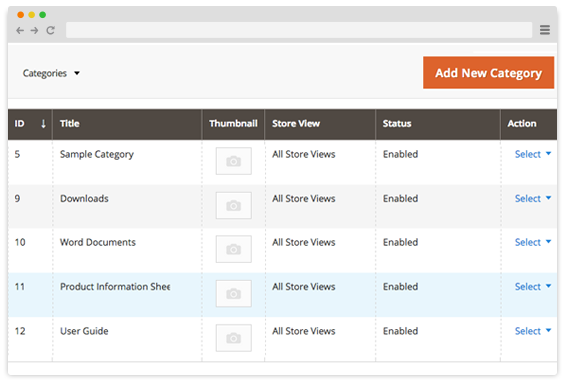 Categories
Add New Category
ID Title Thumbnail Store View Status Action
5 Sample Category All Store Views Enabled Select
9 Downloads All Store Views Enabled Select
10 Word Documents All Store Views Enabled Select
11 Product Information Shee All Store Views Enabled Select
12 User Guide All Store Views Enabled Select